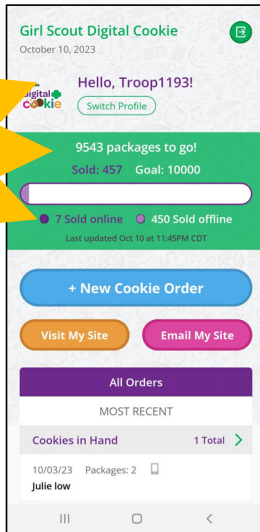 Girl Scout Digital Cookie
October 10, 2023
digital
cookie
Hello, Troop1193!
Switch Profile
9543 packages to go!
Sold: 457 Goal: 10000
7 Sold online 450 Sold offline
Last updated Oct 10 at 11:45PM CDT
+ New Cookie Order
Visit My Site
Email My Site
All Orders
MOST RECENT
Cookies in Hand 1 Total
10/03/23 Packages: 2
Julie low